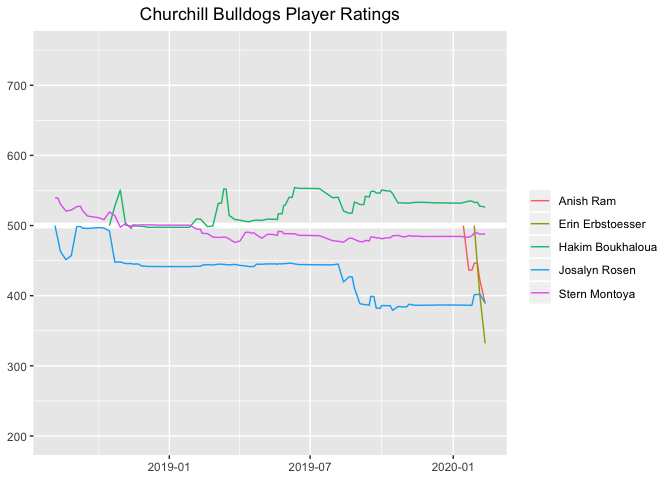 Churchill Bulldogs Player Ratings
700
600
500
400
300
200
2019-01
2019-07
2020-01
Anish Ram
Erin Erbstoesser
Hakim Boukhaloua
Josalyn Rosen
Stern Montoya